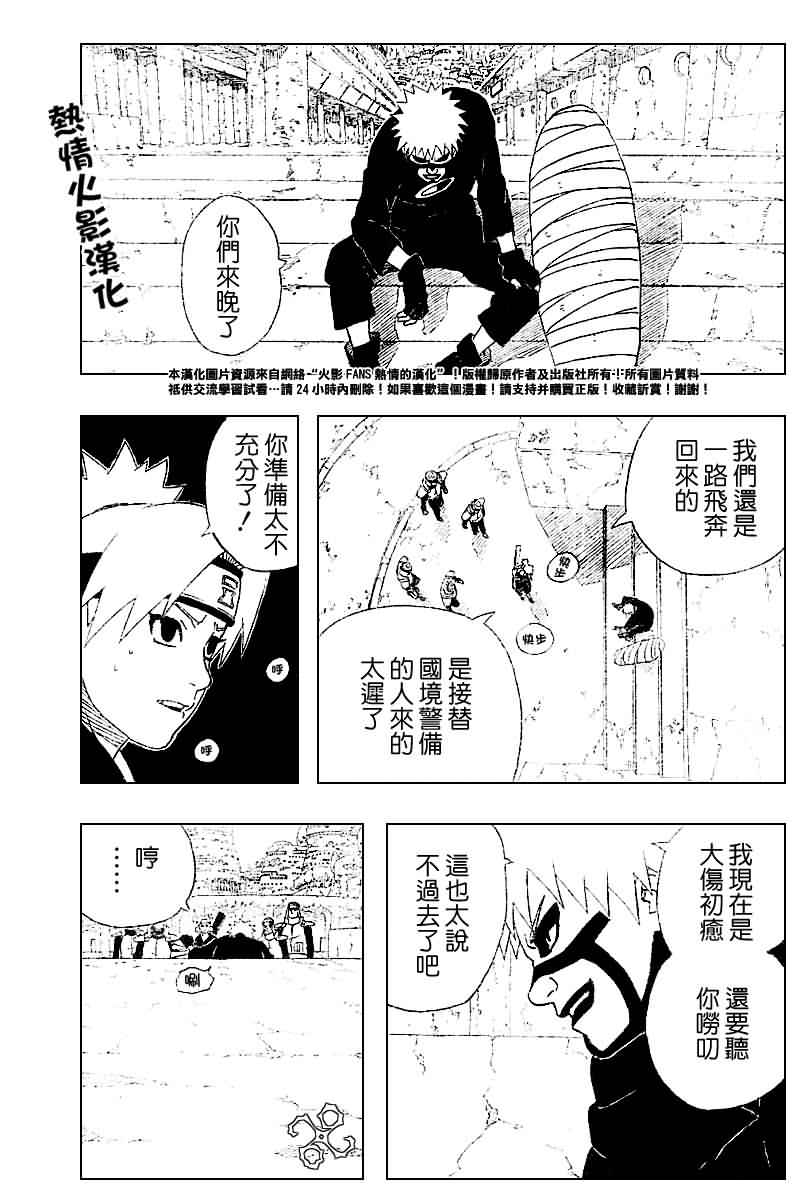 熱情火影漢化
你們來晚了
本漢化圖片資源來自網絡“火影FANS熱情的漢化”！版權歸原作者及出版社所有！所有圖片資料
祗供交流學習試看…請24小時內刪除！如果喜歡這個漫畫！請支持并購買正版！收藏訢賞！謝謝！
我們還是
一路飛奔
回來的
快步
快步
是接替
國境警備
的人來的
太遲了
你準備太不
充分了！
呼
呼
我現在是
大傷初癒
還要聽
你嘮叨
這也太說
不過去了吧
哼
……
唰